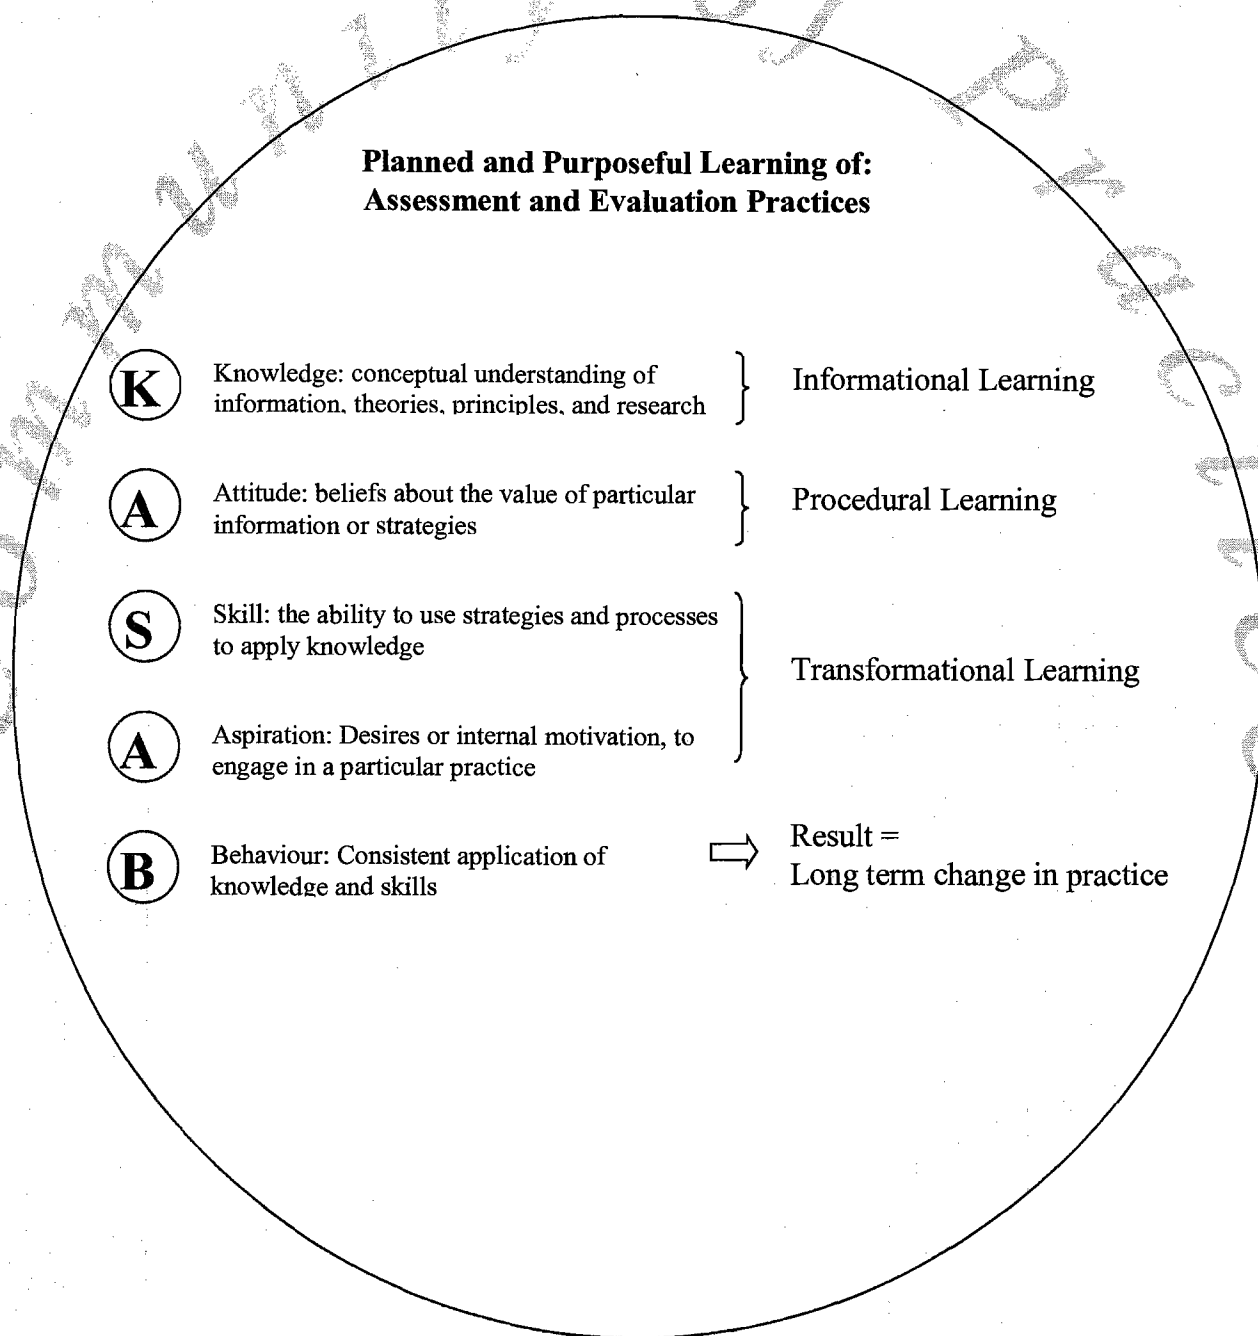 Community of Practice
Planned and Purposeful Learning of:
Assessment and Evaluation Practices
K
Knowledge: conceptual understanding of
information, theories, principles, and research
Informational Learning
A
Attitude: beliefs about the value of particular
information or strategies
Procedural Learning
S
Skill: the ability to use strategies and processes
to apply knowledge
Transformational Learning
A
Aspiration: Desires or internal motivation, to
engage in a particular practice
B
Behaviour: Consistent application of
knowledge and skills
Result =
Long term change in practice